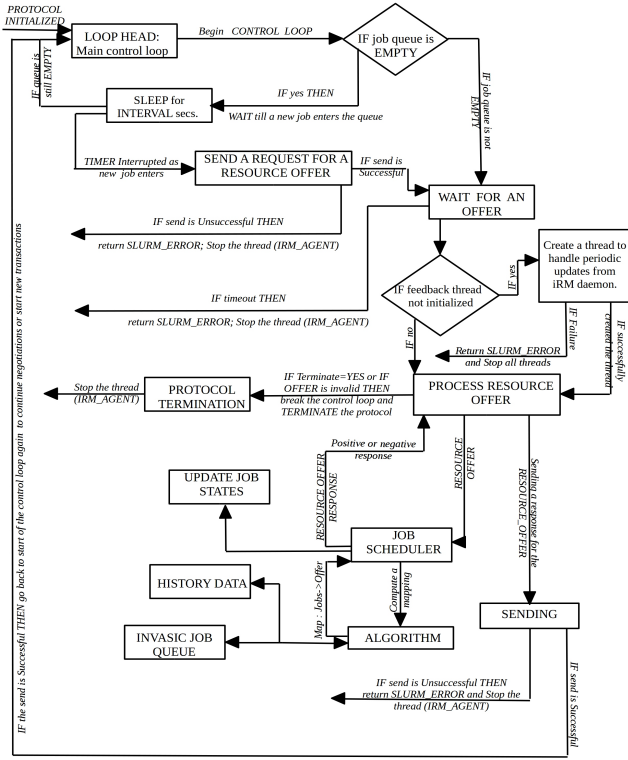 PROTOCOL
INITIALIZED
LOOP HEAD:
Main control loop
Begin CONTROL LOOP
IF job queue is
EMPTY
IF queue is
still EMPTY
SLEEP for
INTERVAL secs.
IF yes THEN
WAIT till a new job enters the queue
IF job queue is not
EMPTY
TIMER Interrupted as
new job enters
SEND A REQUEST FOR A
RESOURCE OFFER
IF send is
Successful
WAIT FOR AN
OFFER
IF send is Unsuccessful THEN
return SLURM_ERROR; Stop the thread (IRM_AGENT)
IF feedback thread
not initialized
IF yes
Create a thread to
handle periodic
updates from
iRM daemon.
IF timeout THEN
return SLURM_ERROR; Stop the thread (IRM_AGENT)
IF no
IF Failure
IF successfully
created the thread
Return SLURM_ERROR
and Stop all threads
PROCESS RESOURCE
OFFER
IF Terminate=YES or IF
OFFER is invalid THEN
break the control loop and
TERMINATE the protocol
PROTOCOL
TERMINATION
Stop the thread
(IRM_AGENT)
Positive or negative
response
RESOURCE OFFER
RESPONSE
RESOURCE
OFFER
Sending a response for the
RESOURCE_OFFER
UPDATE JOB
STATES
JOB
SCHEDULER
HISTORY DATA
Map : Jobs->Offer
Compute a
mapping
INVASIC JOB
QUEUE
ALGORITHM
SENDING
IF send is Unsuccessful THEN
return SLURM_ERROR and Stop the
thread (IRM_AGENT)
IF send is Successful
IF the send is Successful THEN go back to start of the control loop again to continue negotiations or start new transactions